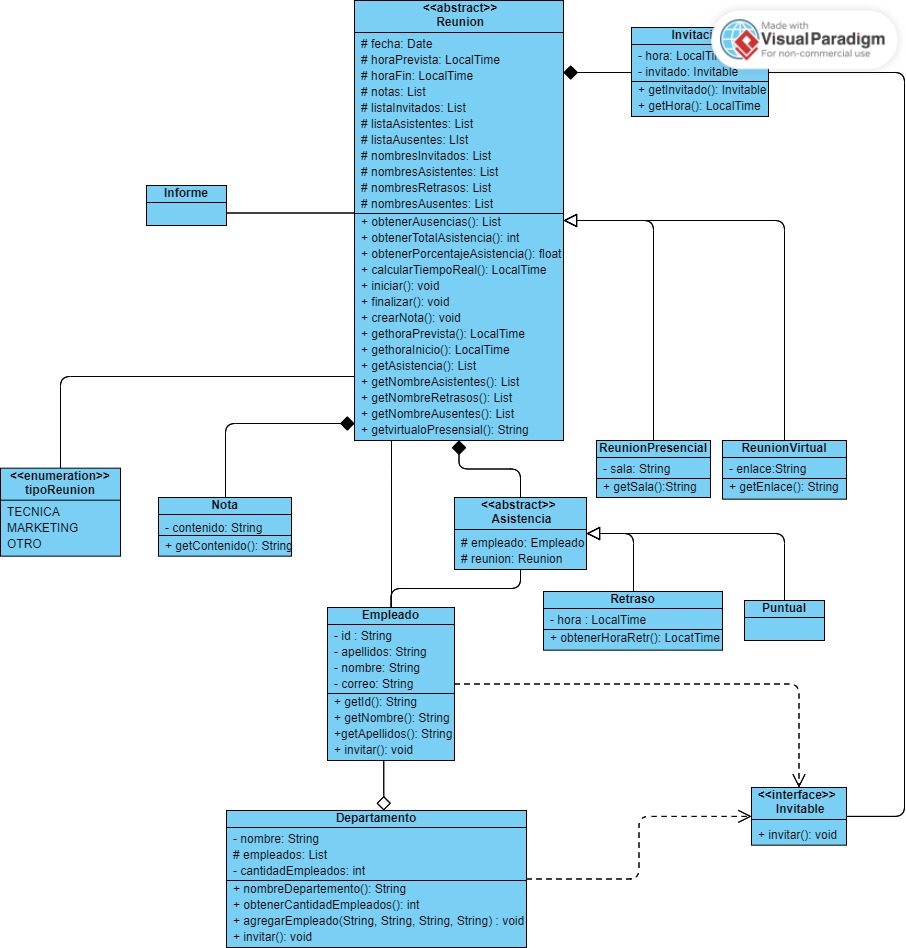 <<abstract>>
Reunion
# fecha: Date
# horaPrevista: LocalTime
# horaFin: LocalTime
# notas: List
# listaInvitados: List
# listaAsistentes: List
# listaAusentes: LIst
# nombresInvitados: List
# nombresAsistentes: List
# nombresRetrasos: List
# nombresAusentes: List
+ obtenerAusencias(): List
+ obtenerTotalAsistencia(): int
+ obtenerPorcentajeAsistencia(): float
+ calcularTiempoReal(): LocalTime
+ iniciar(): void
+ finalizar(): void
+ crearNota(): void
+ gethoraPrevista(): LocalTime
+ gethoraInicio(): LocalTime
+ getAsistencia(): List
+ getNombreAsistentes(): List
+ getNombreRetrasos(): List
+ getNombreAusentes(): List
+ getvirtualoPresensial(): String
- hora:
- invitado: Invitable
+ getInvitado(): Invitable
+ getHora(): LocalTime
Made with
VisualParadigm
For non-commercial use
Informe
<<enumeration>>
tipoReunion
TECNICA
MARKETING
OTRO
Nota
- contenido: String
+ getContenido(): String
ReunionPresencial
- sala: String
+ getSala():String
ReunionVirtual
- enlace:String
+ getEnlace(): String
<<abstract>>
Asistencia
# empleado: Empleado
# reunion: Reunion
Retraso
- hora : LocalTime
+ obtenerHoraRetr(): LocatTime
Puntual
Empleado
- id : String
- apellidos: String
- nombre: String
- correo: String
+ getId(): String
+ getNombre(): String
+getApellidos(): String
+ invitar(): void
<<interface>>
Invitable
+ invitar(): void
Departamento
- nombre: String
# empleados: List
- cantidadEmpleados: int
+ nombreDepartemento(): String
+ obtenerCantidadEmpleados(): int
+ agregarEmpleado(String, String, String, String) : void
+ invitar(): void